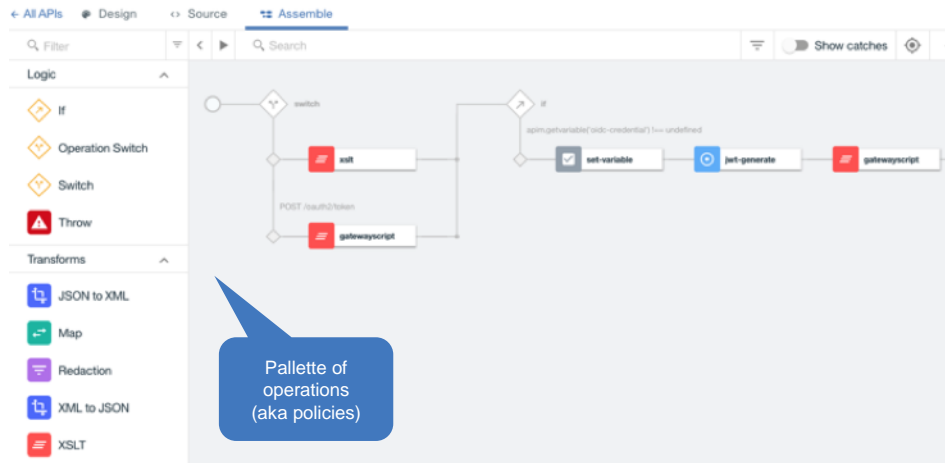 ← All APIs Design <> Source Assemble
Filter Search Show catches
Logic
If
Operation Switch
Switch
Throw
Transforms
JSON to XML
Map
Redaction
XML to JSON
XSLT
switch
if
apim.getvariable('oidc-credential') !== undefined
xslt
set-variable
jwt-generate
gatewayscript
POST /oauth2/token
gatewayscript
Pallette of
operations
(aka policies)